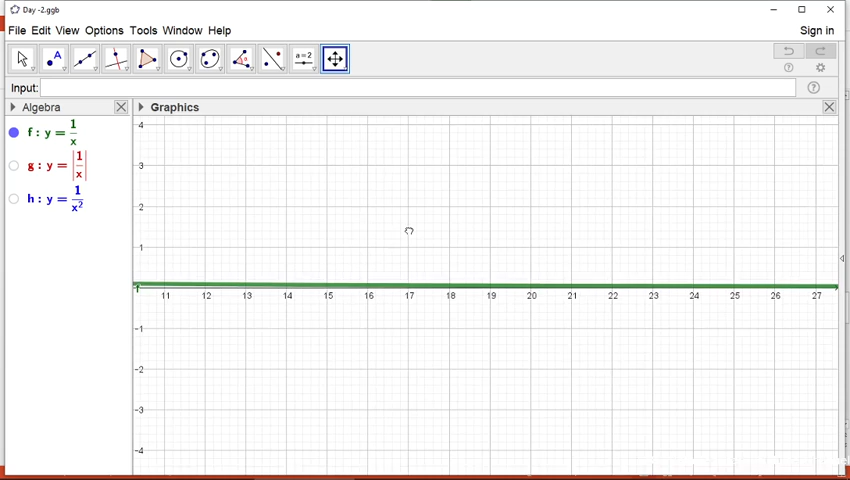 Day -2.ggb
File Edit View Options Tools Window Help
Sign in
A
a=2
Input:
Algebra
Graphics
f : y = 1/x
g : y = |1/x|
h : y = 1/x²
4
3
2
1
f
11 12 13 14 15 16 17 18 19 20 21 22 23 24 25 26 27
-1
-2
-3
-4